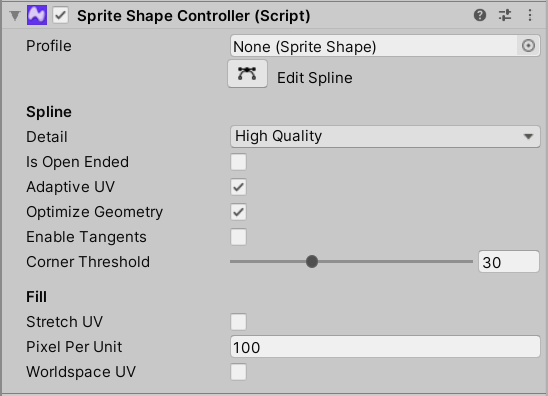 Sprite Shape Controller (Script)
Profile None (Sprite Shape)
Edit Spline
Spline
Detail High Quality
Is Open Ended
Adaptive UV
Optimize Geometry
Enable Tangents
Corner Threshold 30
Fill
Stretch UV
Pixel Per Unit 100
Worldspace UV